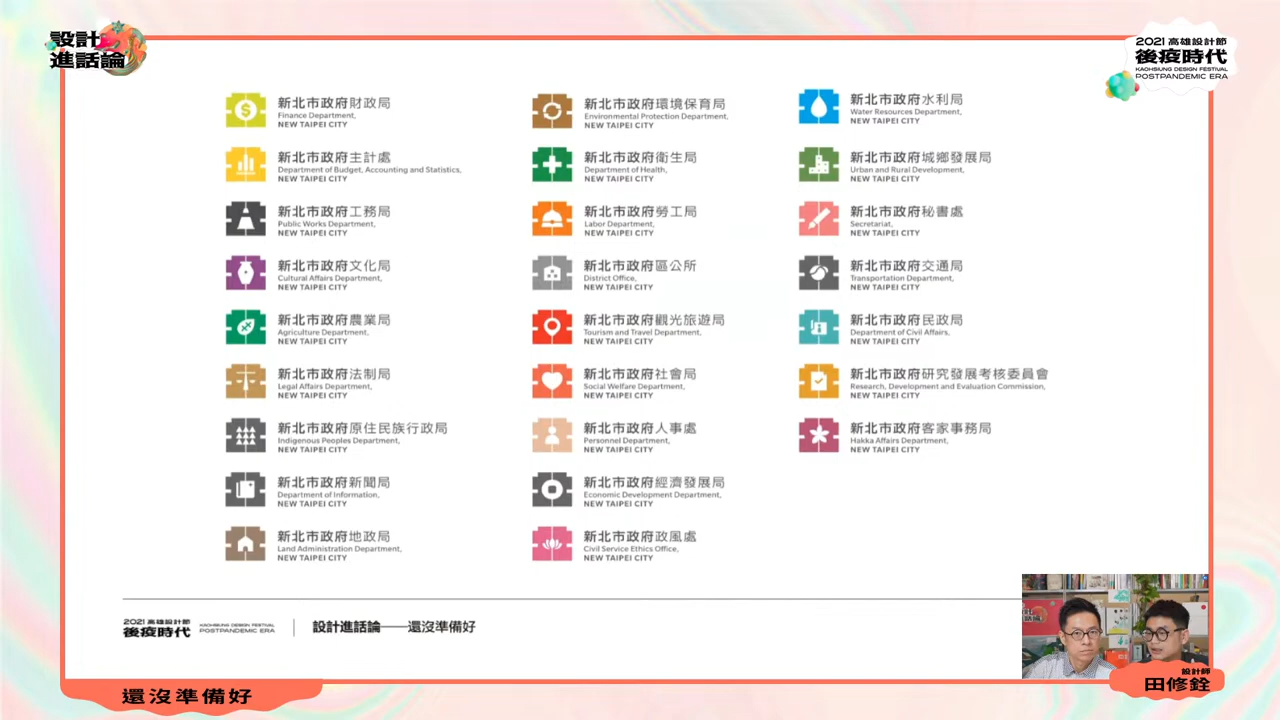 設計
進話論
2021 高雄設計節
後疫時代
KAOHSIUNG DESIGN FESTIVAL
POSTPANDEMIC ERA
新北市政府財政局
Finance Department,
NEW TAIPEI CITY
新北市政府主計處
Department of Budget, Accounting and Statistics,
NEW TAIPEI CITY
新北市政府工務局
Public Works Department,
NEW TAIPEI CITY
新北市政府文化局
Cultural Affairs Department,
NEW TAIPEI CITY
新北市政府農業局
Agriculture Department,
NEW TAIPEI CITY
新北市政府法制局
Legal Affairs Department,
NEW TAIPEI CITY
新北市政府原住民族行政局
Indigenous Peoples Department,
NEW TAIPEI CITY
新北市政府新聞局
Department of Information,
NEW TAIPEI CITY
新北市政府地政局
Land Administration Department,
NEW TAIPEI CITY
新北市政府環境保育局
Environmental Protection Department,
NEW TAIPEI CITY
新北市政府衛生局
Department of Health,
NEW TAIPEI CITY
新北市政府勞工局
Labor Department,
NEW TAIPEI CITY
新北市政府區公所
District Office,
NEW TAIPEI CITY
新北市政府觀光旅遊局
Tourism and Travel Department,
NEW TAIPEI CITY
新北市政府社會局
Social Welfare Department,
NEW TAIPEI CITY
新北市政府人事處
Personnel Department,
NEW TAIPEI CITY
新北市政府經濟發展局
Economic Development Department,
NEW TAIPEI CITY
新北市政府政風處
Civil Service Ethics Office,
NEW TAIPEI CITY
新北市政府水利局
Water Resources Department,
NEW TAIPEI CITY
新北市政府城鄉發展局
Urban and Rural Development,
NEW TAIPEI CITY
新北市政府秘書處
Secretariat,
NEW TAIPEI CITY
新北市政府交通局
Transportation Department,
NEW TAIPEI CITY
新北市政府民政局
Department of Civil Affairs,
NEW TAIPEI CITY
新北市政府研究發展考核委員會
Research, Development and Evaluation Commission,
NEW TAIPEI CITY
新北市政府客家事務局
Hakka Affairs Department,
NEW TAIPEI CITY
2021 高雄設計節
後疫時代
KAOHSIUNG DESIGN FESTIVAL
POSTPANDEMIC ERA
設計進話論——還沒準備好
還沒準備好
設計師
田修銓